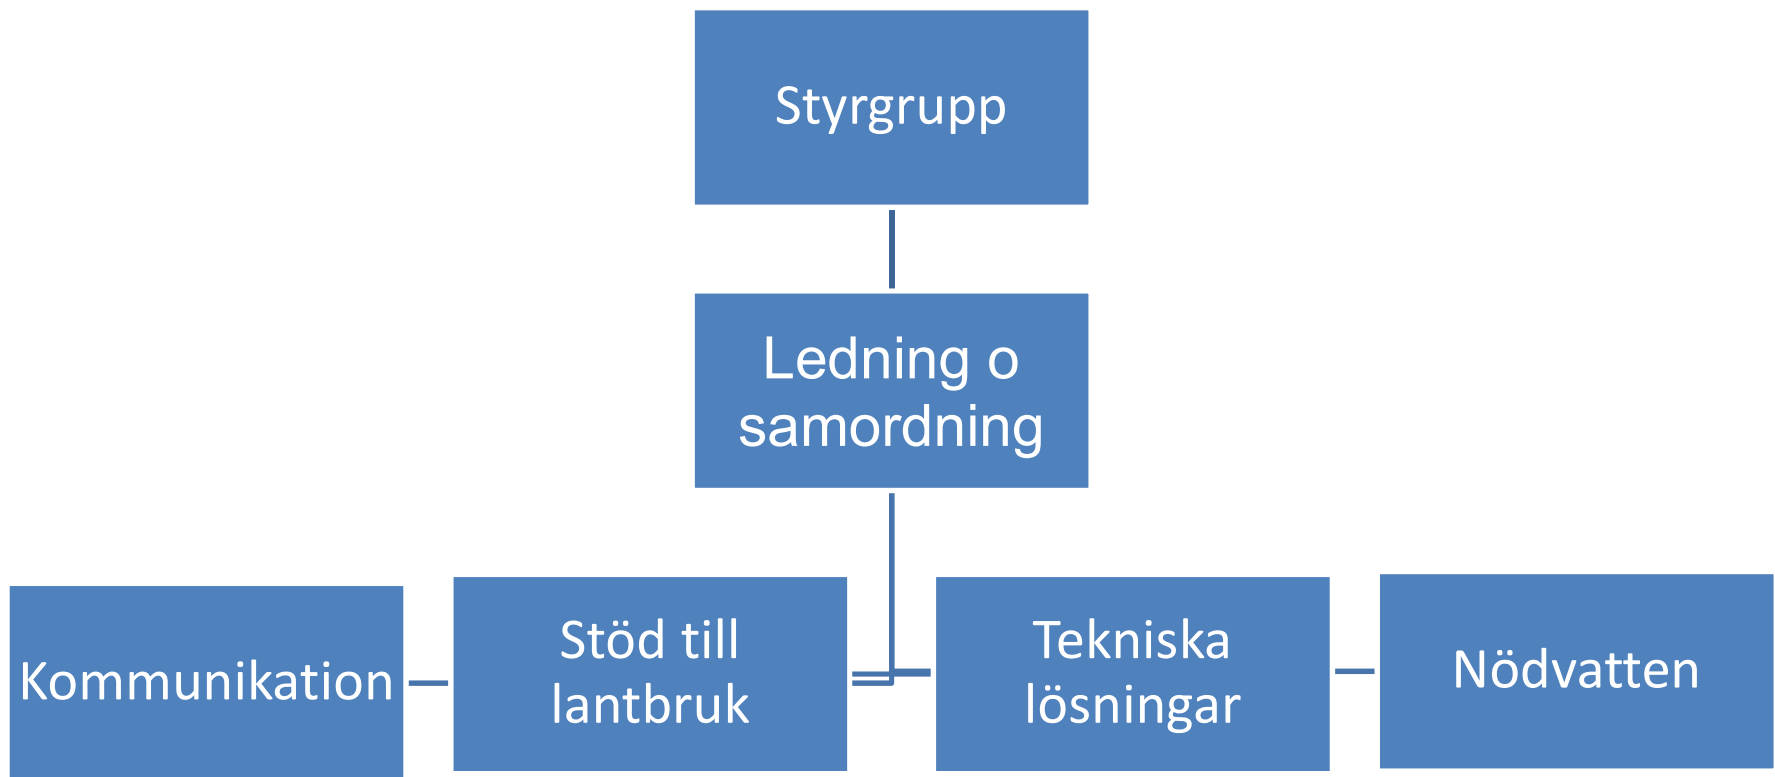 Styrgrupp
Ledning o
samordning
Kommunikation
Stöd till
lantbruk
Tekniska
lösningar
Nödvatten